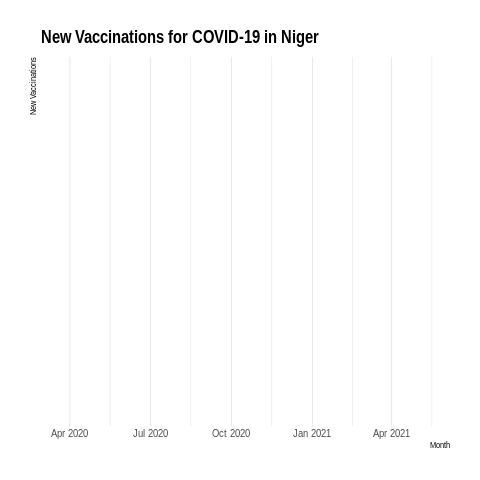 New Vaccinations for COVID-19 in Niger
New Vaccinations
Apr 2020
Jul 2020
Oct 2020
Jan 2021
Apr 2021
Month